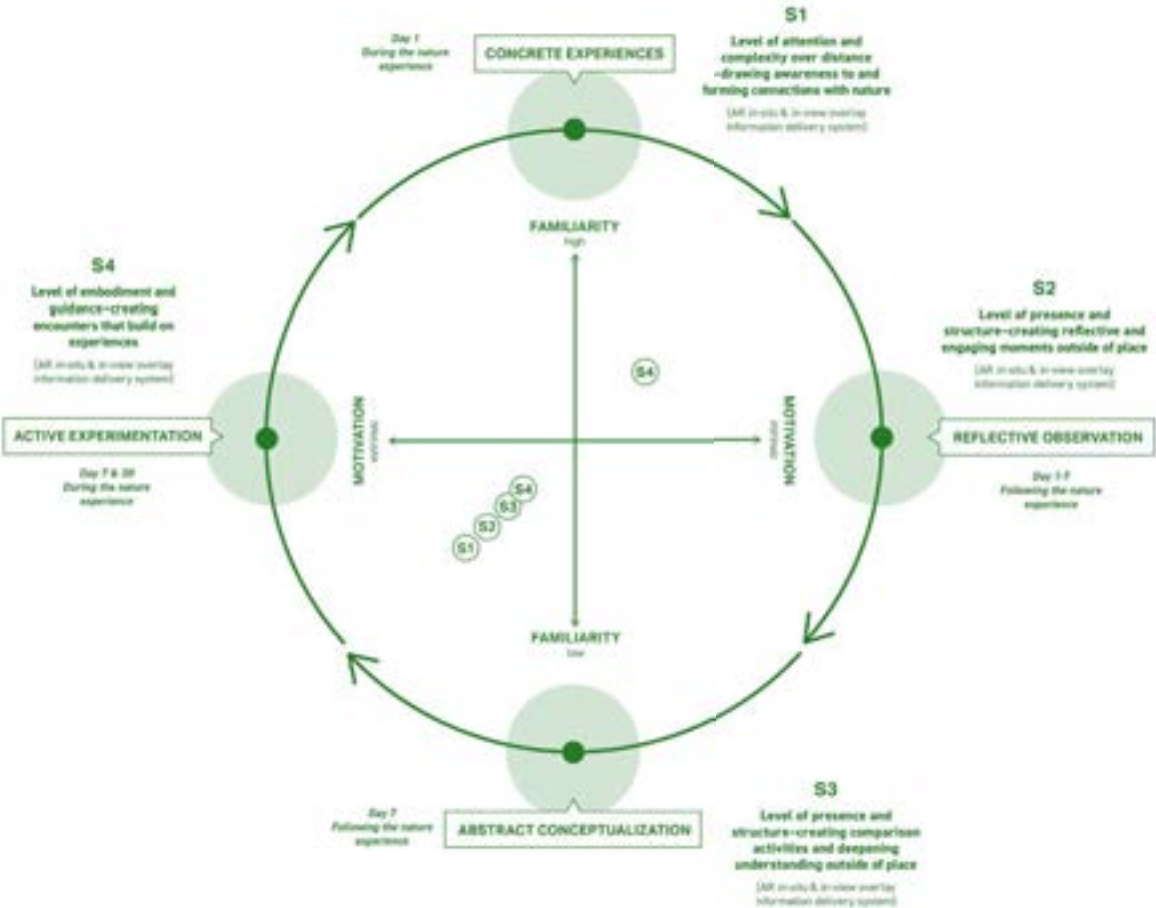 S1
Day 1
During the nature
experience
CONCRETE EXPERIENCES
Level of attention and
complexity over distance
-drawing awareness to and
forming connections with nature
(AR in-situ & in-view overlay
information delivery system)
FAMILIARITY
high
S4
Level of embodiment and
guidance-creating
encounters that build on
experiences
(AR in-situ & in-view overlay
information delivery system)
ACTIVE EXPERIMENTATION
Day 7 & 30
During the nature
experience
S2
Level of presence and
structure-creating reflective and
engaging moments outside of place
(AR in-situ & in-view overlay
information delivery system)
REFLECTIVE OBSERVATION
Day 1-7
Following the nature
experience
MOTIVATION
MOTIVATION
S4
S4
S3
S2
S1
FAMILIARITY
low
Day 7
Following the nature
experience
ABSTRACT CONCEPTUALIZATION
S3
Level of presence and
structure-creating comparison
activities and deepening
understanding outside of place
(AR in-situ & in-view overlay
information delivery system)